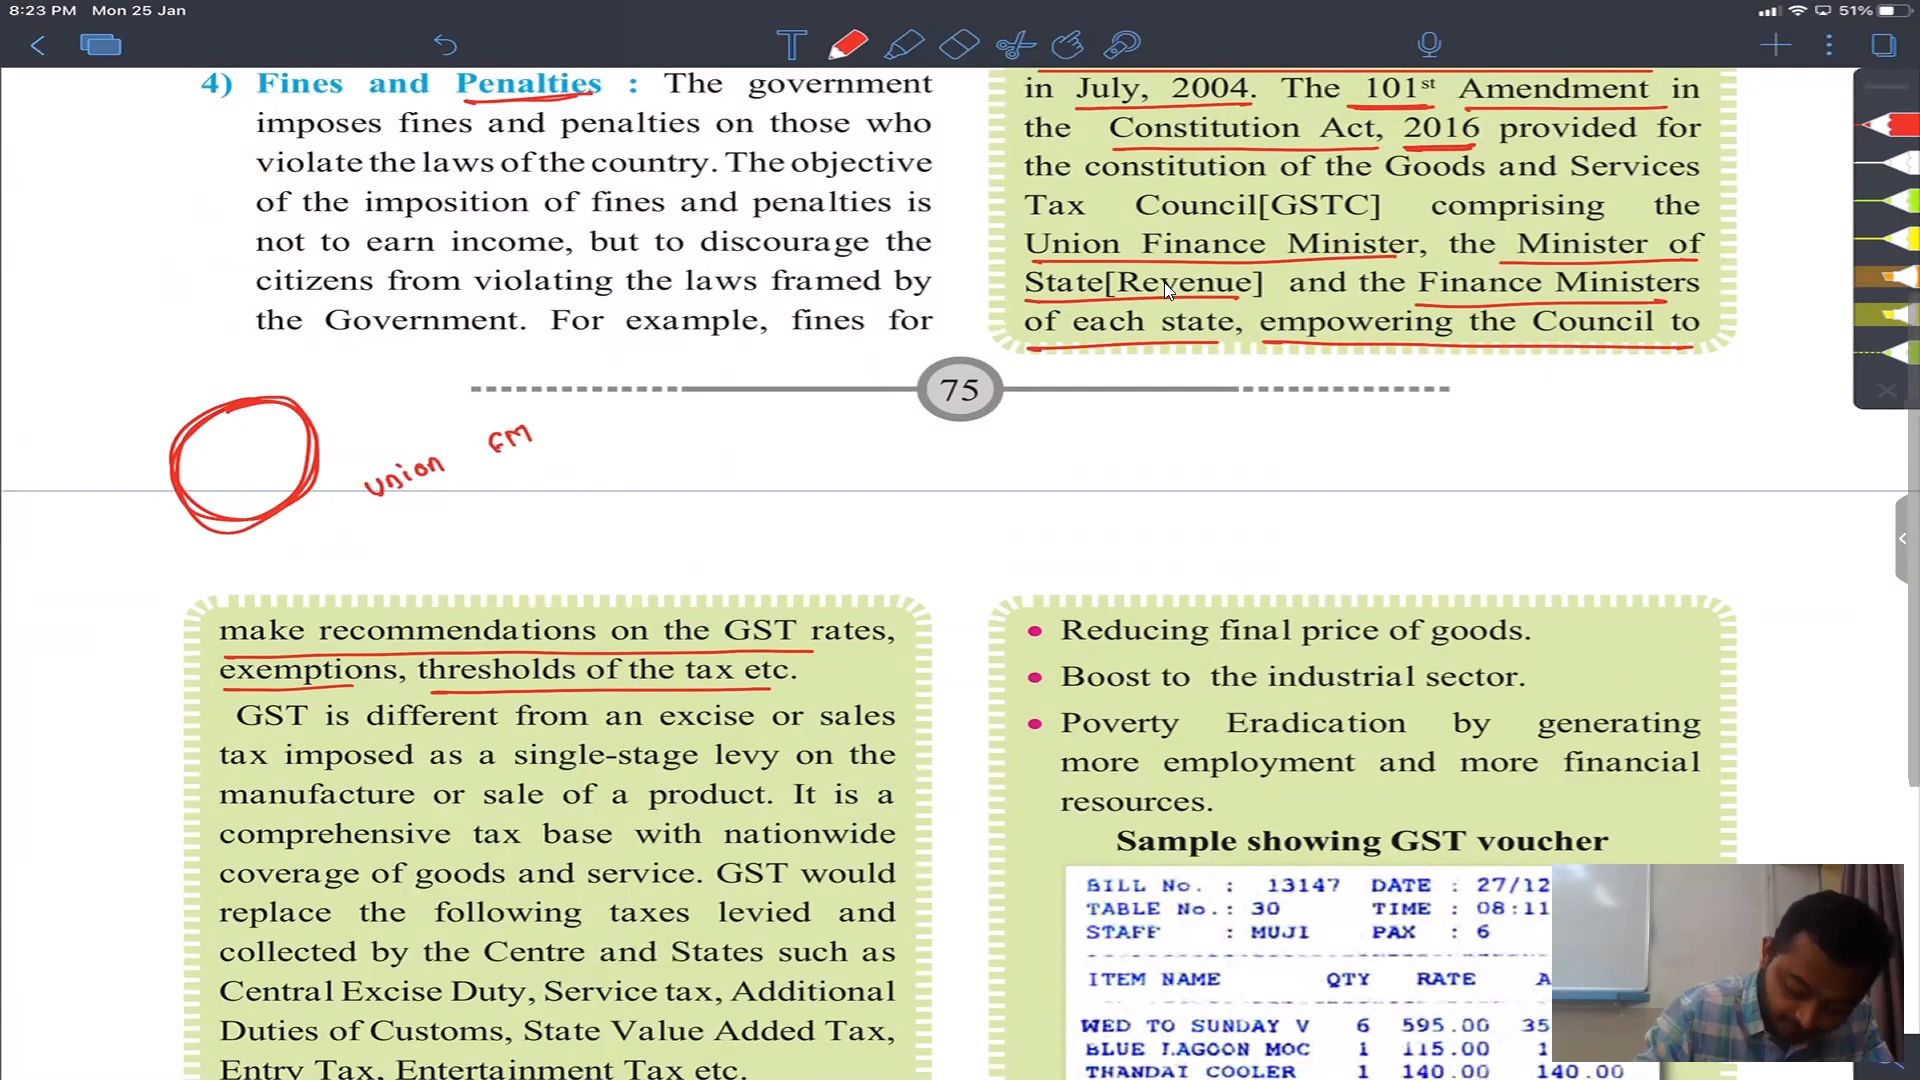 8:23 PM Mon 25 Jan
51%
4) Fines and Penalties : The government
imposes fines and penalties on those who
violate the laws of the country. The objective
of the imposition of fines and penalties is
not to earn income, but to discourage the
citizens from violating the laws framed by
the Government. For example, fines for
in July, 2004. The 101st Amendment in
the Constitution Act, 2016 provided for
the constitution of the Goods and Services
Tax Council[GSTC] comprising the
Union Finance Minister, the Minister of
State[Revenue] and the Finance Ministers
of each state, empowering the Council to
75
Union FM
make recommendations on the GST rates,
exemptions, thresholds of the tax etc.
GST is different from an excise or sales
tax imposed as a single-stage levy on the
manufacture or sale of a product. It is a
comprehensive tax base with nationwide
coverage of goods and service. GST would
replace the following taxes levied and
collected by the Centre and States such as
Central Excise Duty, Service tax, Additional
Duties of Customs, State Value Added Tax,
Entry Tax, Entertainment Tax etc.
• Reducing final price of goods.
• Boost to the industrial sector.
• Poverty Eradication by generating
more employment and more financial
resources.
Sample showing GST voucher
BILL No. : 13147 DATE : 27/12
TABLE No.: 30 TIME : 08:11
STAFF : MUJI PAX : 6
ITEM NAME QTY RATE A
WED TO SUNDAY V 6 595.00 35
BLUE LAGOON MOC 1 115.00 1
THANDAI COOLER 1 140.00 140.00